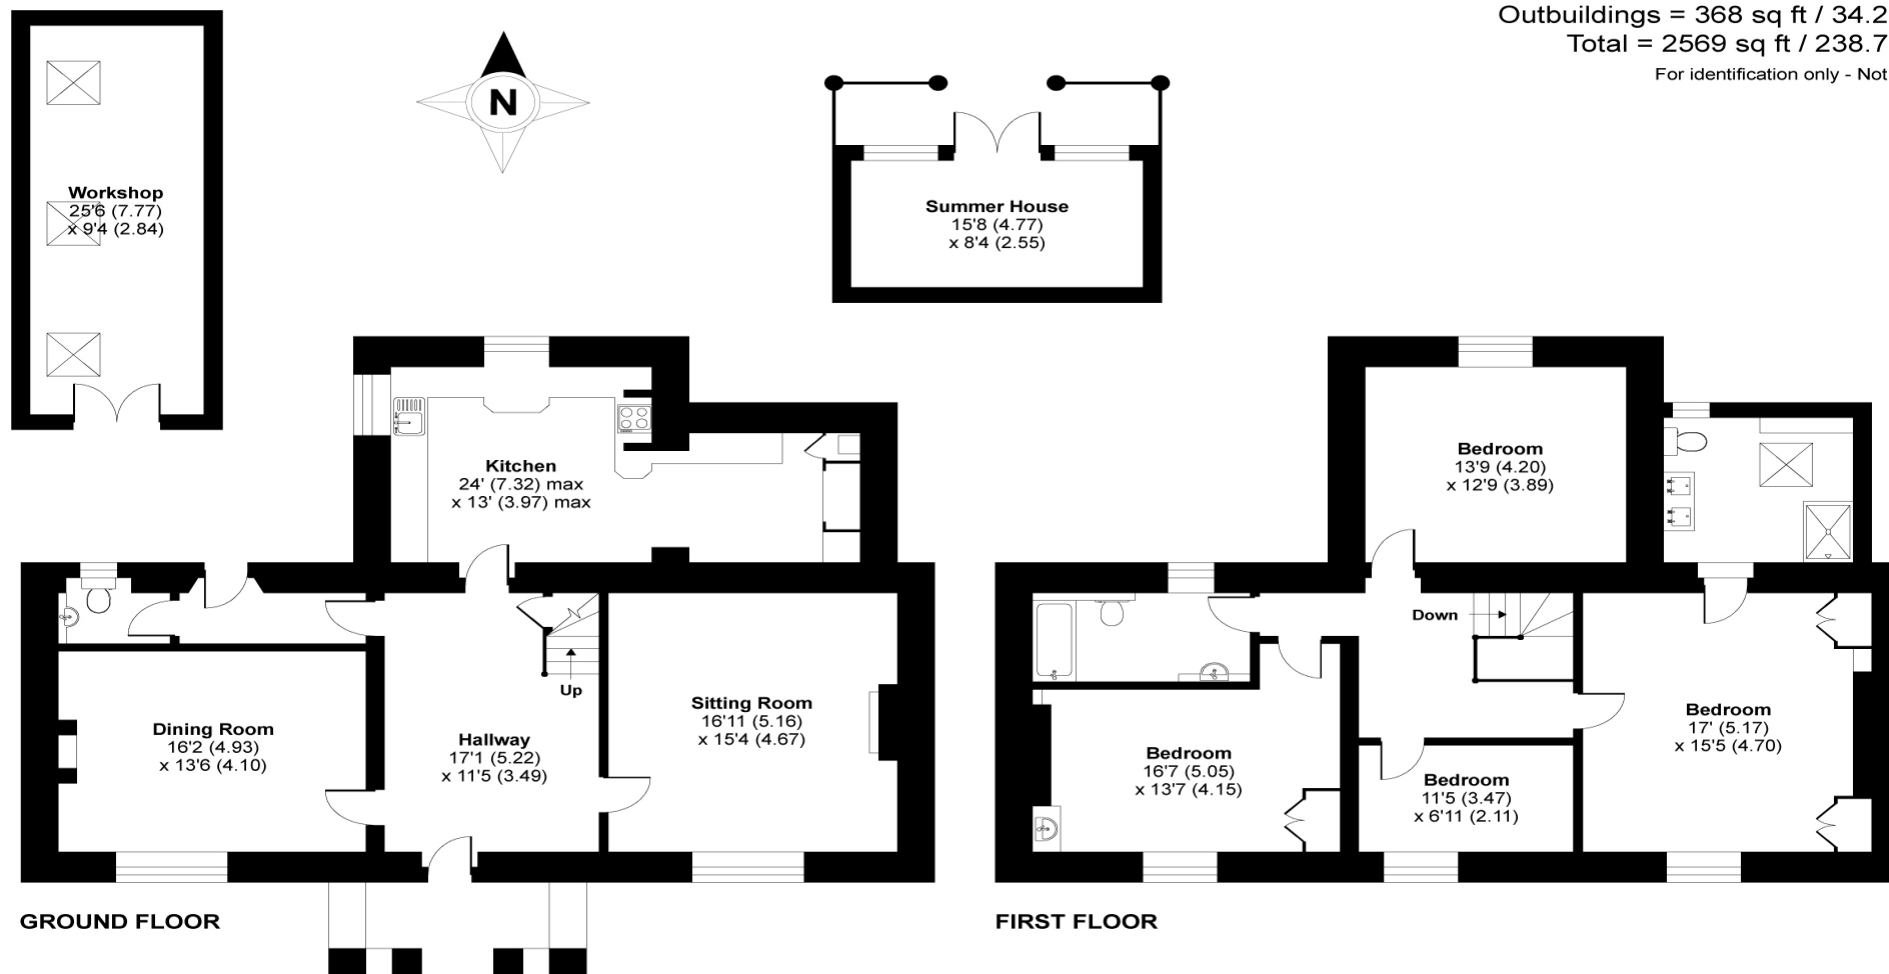 Outbuildings = 368 sq ft / 34.2
Total = 2569 sq ft / 238.7
For identification only - Not
N
Workshop
25'6 (7.77)
x 9'4 (2.84)
Summer House
15'8 (4.77)
x 8'4 (2.55)
Kitchen
24' (7.32) max
x 13' (3.97) max
Up
Dining Room
16'2 (4.93)
x 13'6 (4.10)
Hallway
17'1 (5.22)
x 11'5 (3.49)
Sitting Room
16'11 (5.16)
x 15'4 (4.67)
GROUND FLOOR
Bedroom
13'9 (4.20)
x 12'9 (3.89)
Down
Bedroom
16'7 (5.05)
x 13'7 (4.15)
Bedroom
11'5 (3.47)
x 6'11 (2.11)
Bedroom
17' (5.17)
x 15'5 (4.70)
FIRST FLOOR